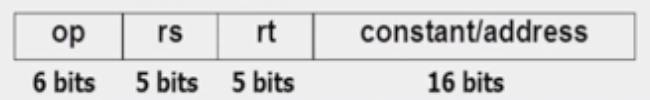 op rs rt constant/address
6 bits 5 bits 5 bits 16 bits